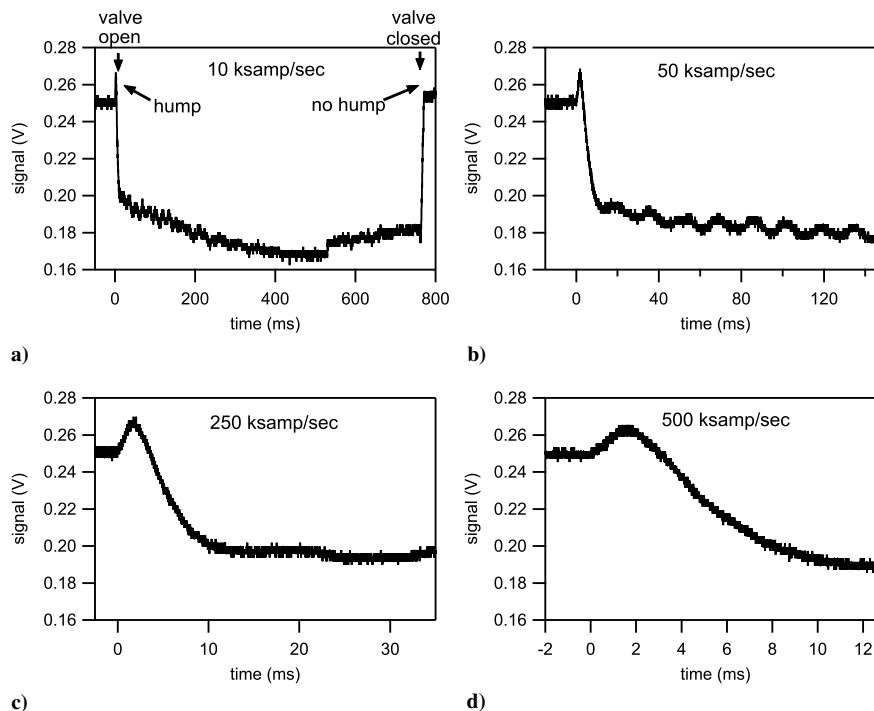 valve open
valve closed
10 ksamp/sec
hump
no hump
0.28
0.26
0.24
0.22
0.20
0.18
0.16
signal (V)
0 200 400 600 800
time (ms)
a)
50 ksamp/sec
0.28
0.26
0.24
0.22
0.20
0.18
0.16
signal (V)
0 40 80 120
time (ms)
b)
250 ksamp/sec
0.28
0.26
0.24
0.22
0.20
0.18
0.16
signal (V)
0 10 20 30
time (ms)
c)
500 ksamp/sec
0.28
0.26
0.24
0.22
0.20
0.18
0.16
signal (V)
-2 0 2 4 6 8 10 12
time (ms)
d)